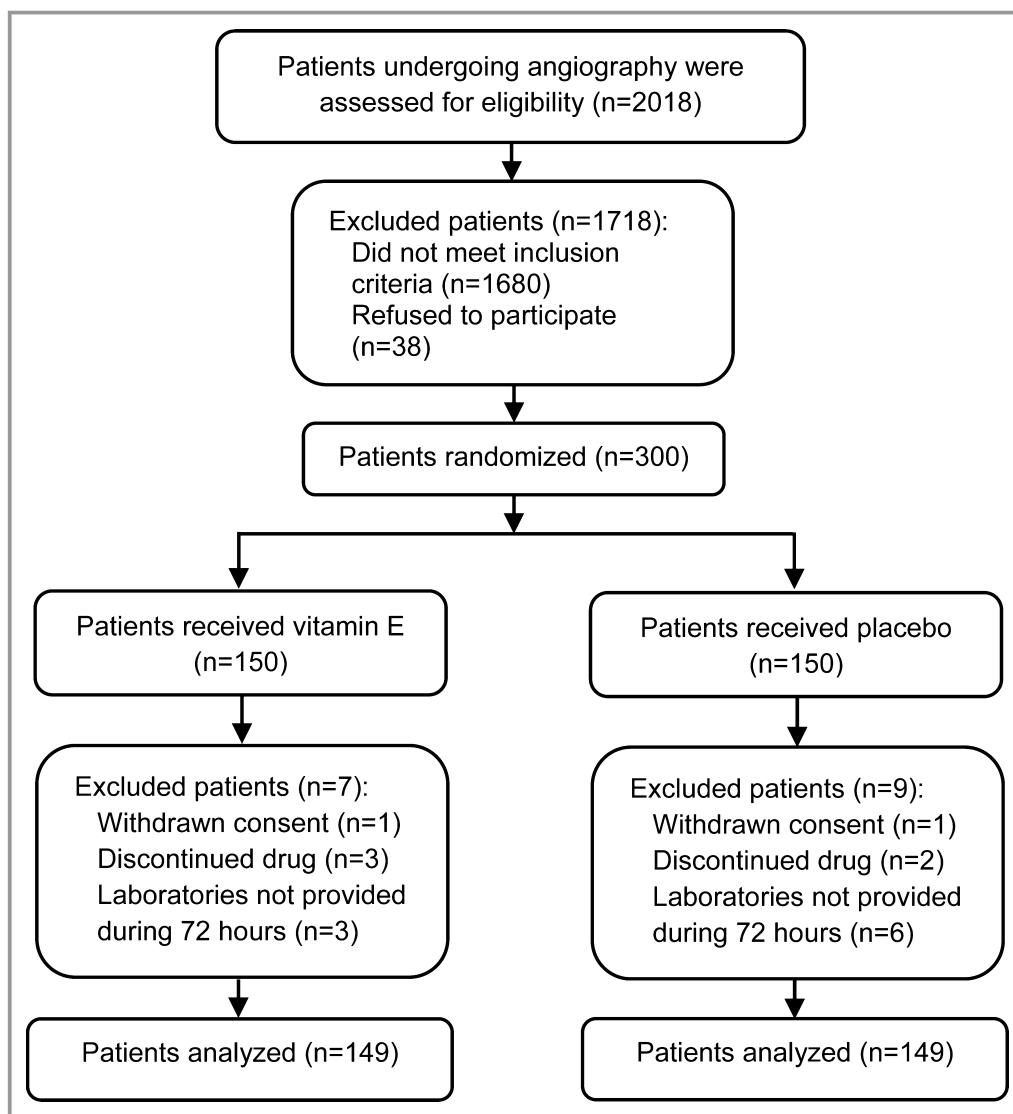 Patients undergoing angiography were
assessed for eligibility (n=2018)
Excluded patients (n=1718):
Did not meet inclusion
criteria (n=1680)
Refused to participate
(n=38)
Patients randomized (n=300)
Patients received vitamin E
(n=150)
Patients received placebo
(n=150)
Excluded patients (n=7):
Withdrawn consent (n=1)
Discontinued drug (n=3)
Laboratories not provided
during 72 hours (n=3)
Excluded patients (n=9):
Withdrawn consent (n=1)
Discontinued drug (n=2)
Laboratories not provided
during 72 hours (n=6)
Patients analyzed (n=149)
Patients analyzed (n=149)